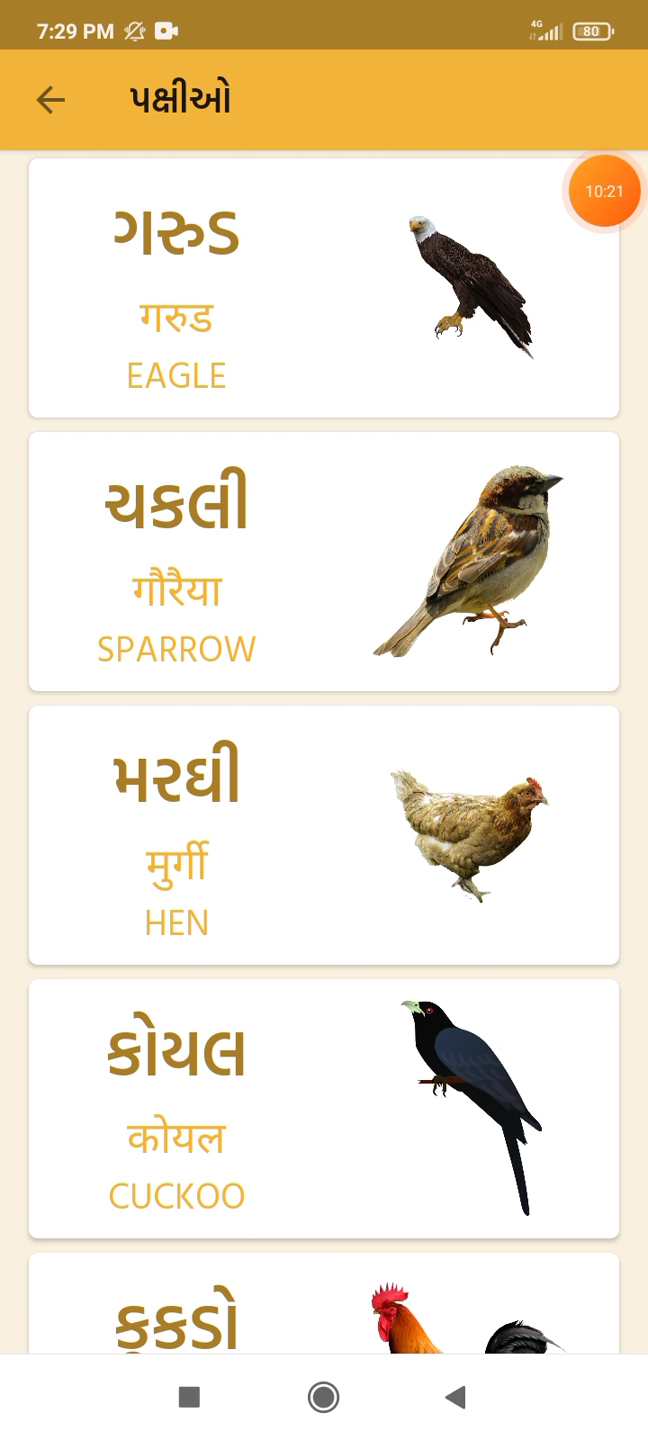 7:29 PM 4G 80
પક્ષીઓ
10:21
ગરુડ
गरुड
EAGLE
ચકલી
गौरैया
SPARROW
મરઘી
मुर्गी
HEN
કોયલ
कोयल
CUCKOO
કૂકડો